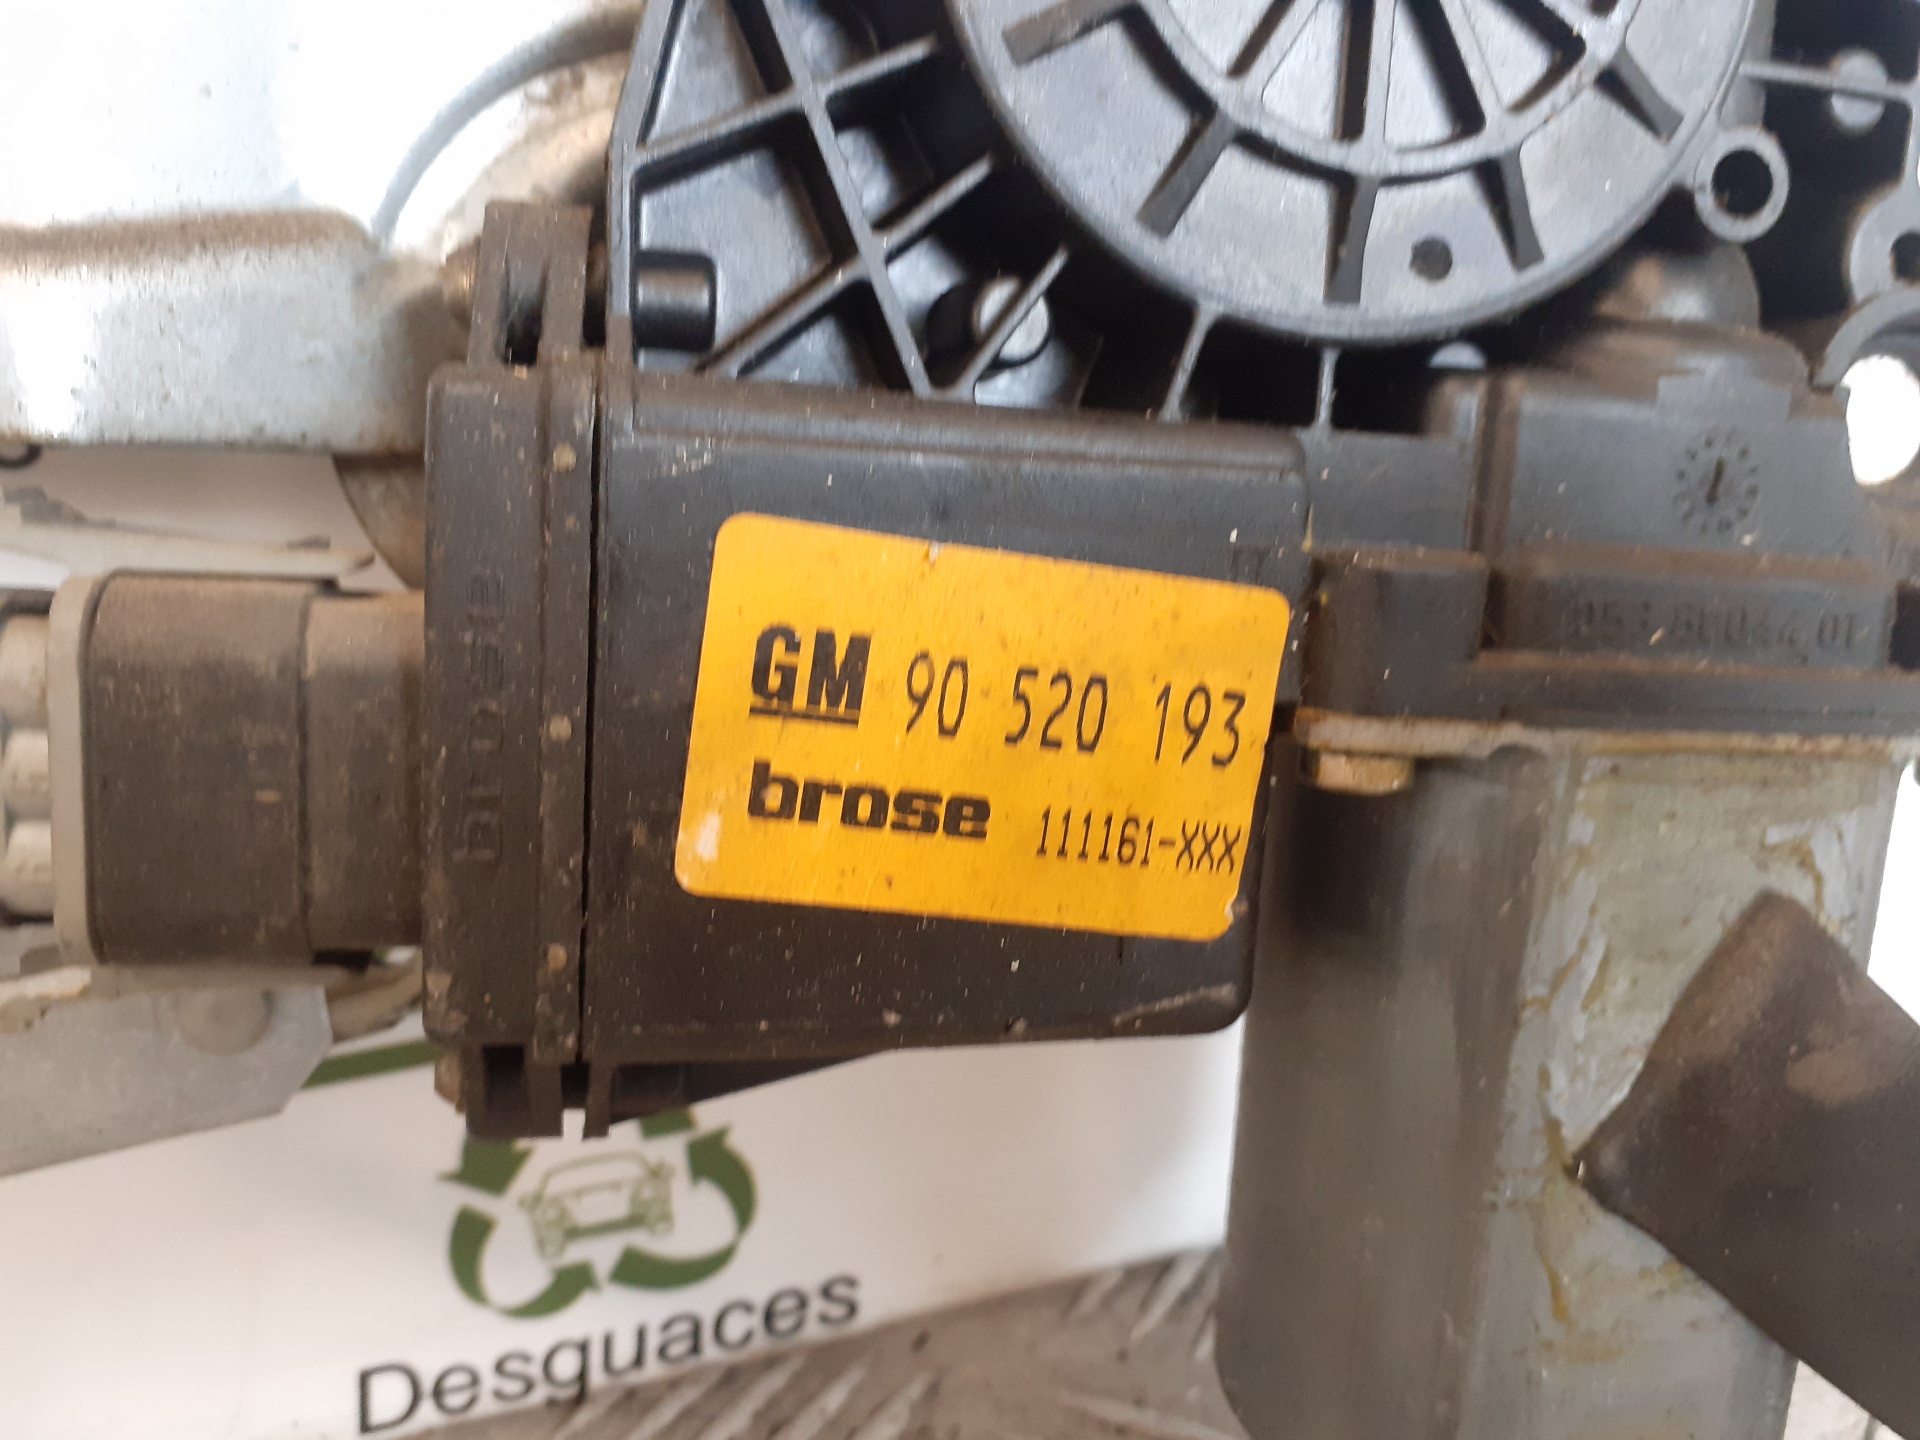 GM 90 520 193
brose 111161-XXX
brose
Desguaces